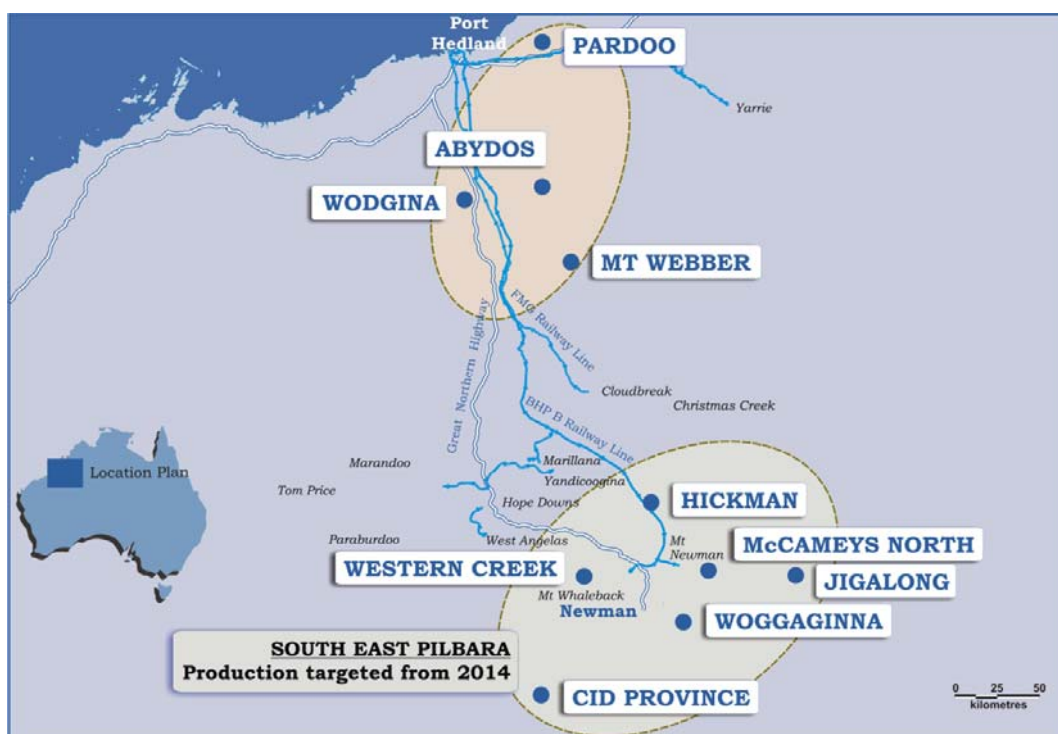 Port
Hedland
PARDOO
Yarrie
ABYDOS
WODGINA
MT WEBBER
FMG Railway Line
Great Northern Highway
Cloudbreak
Christmas Creek
BHP B Railway Line
Marandoo
Marillana
Yandicoogina
Tom Price
Hope Downs
HICKMAN
Location Plan
Paraburdoo
West Angelas
Mt
Newman
McCAMEYS NORTH
WESTERN CREEK
JIGALONG
Mt Whaleback
Newman
WOGGAGINNA
SOUTH EAST PILBARA
Production targeted from 2014
CID PROVINCE
0 25 50
kilometres